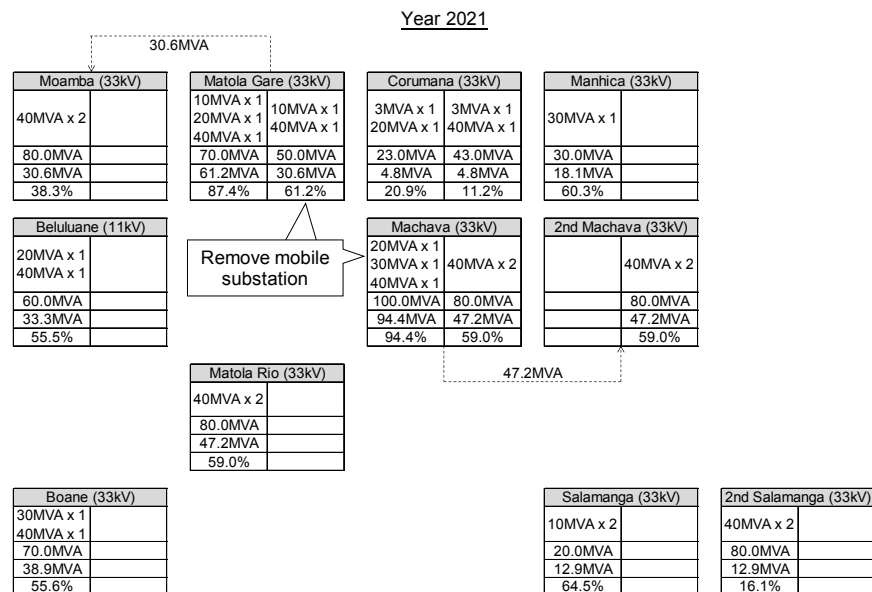 Year 2021
30.6MVA
Moamba (33kV)
40MVA x 2
80.0MVA
30.6MVA
38.3%
Matola Gare (33kV)
10MVA x 1
20MVA x 1
40MVA x 1
10MVA x 1
40MVA x 1
70.0MVA 50.0MVA
61.2MVA 30.6MVA
87.4% 61.2%
Corumana (33kV)
3MVA x 1 3MVA x 1
20MVA x 1 40MVA x 1
23.0MVA 43.0MVA
4.8MVA 4.8MVA
20.9% 11.2%
Manhica (33kV)
30MVA x 1
30.0MVA
18.1MVA
60.3%
Beluluane (11kV)
20MVA x 1
40MVA x 1
60.0MVA
33.3MVA
55.5%
Remove mobile
substation
Machava (33kV)
20MVA x 1
30MVA x 1
40MVA x 1
40MVA x 2
100.0MVA 80.0MVA
94.4MVA 47.2MVA
94.4% 59.0%
2nd Machava (33kV)
40MVA x 2
80.0MVA
47.2MVA
59.0%
47.2MVA
Matola Rio (33kV)
40MVA x 2
80.0MVA
47.2MVA
59.0%
Boane (33kV)
30MVA x 1
40MVA x 1
70.0MVA
38.9MVA
55.6%
Salamanga (33kV)
10MVA x 2
20.0MVA
12.9MVA
64.5%
2nd Salamanga (33kV)
40MVA x 2
80.0MVA
12.9MVA
16.1%